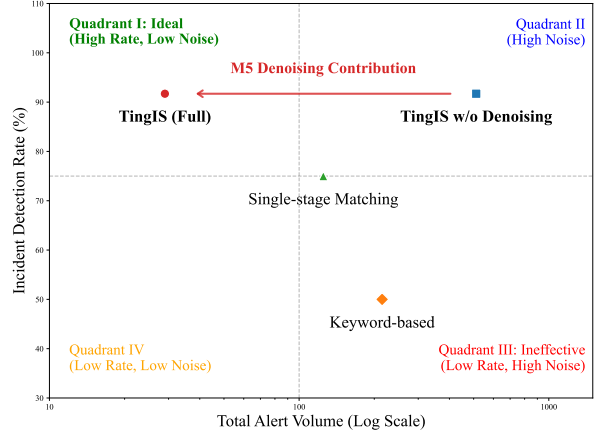 110
100
90
80
70
60
50
40
30
10
100
1000
Incident Detection Rate (%)
Total Alert Volume (Log Scale)
Quadrant I: Ideal
(High Rate, Low Noise)
Quadrant II
(High Noise)
M5 Denoising Contribution
TingIS (Full)
TingIS w/o Denoising
Single-stage Matching
Keyword-based
Quadrant IV
(Low Rate, Low Noise)
Quadrant III: Ineffective
(Low Rate, High Noise)